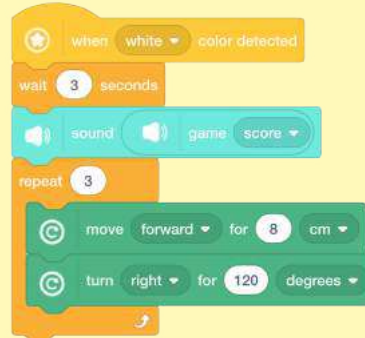 when white color detected
wait 3 seconds
sound game score
repeat 3
move forward for 8 cm
turn right for 120 degrees